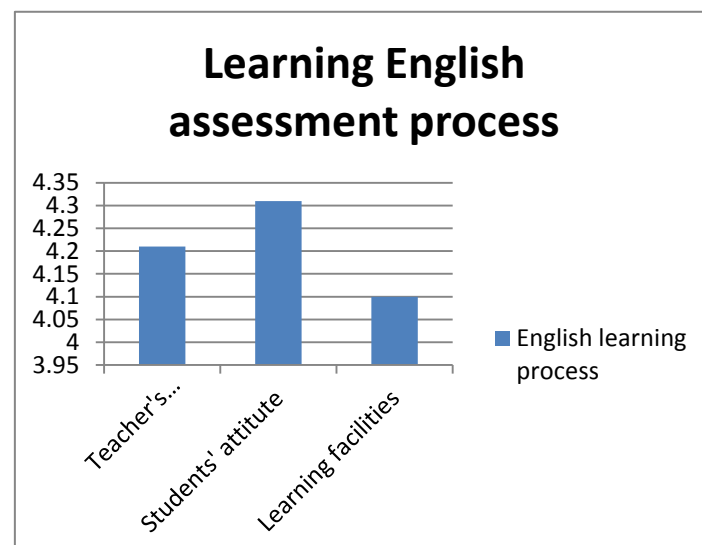 Learning English
assessment process
4.35
4.3
4.25
4.2
4.15
4.1
4.05
4
3.95
Teacher's...
Students' attitute
Learning facilities
English learning
process